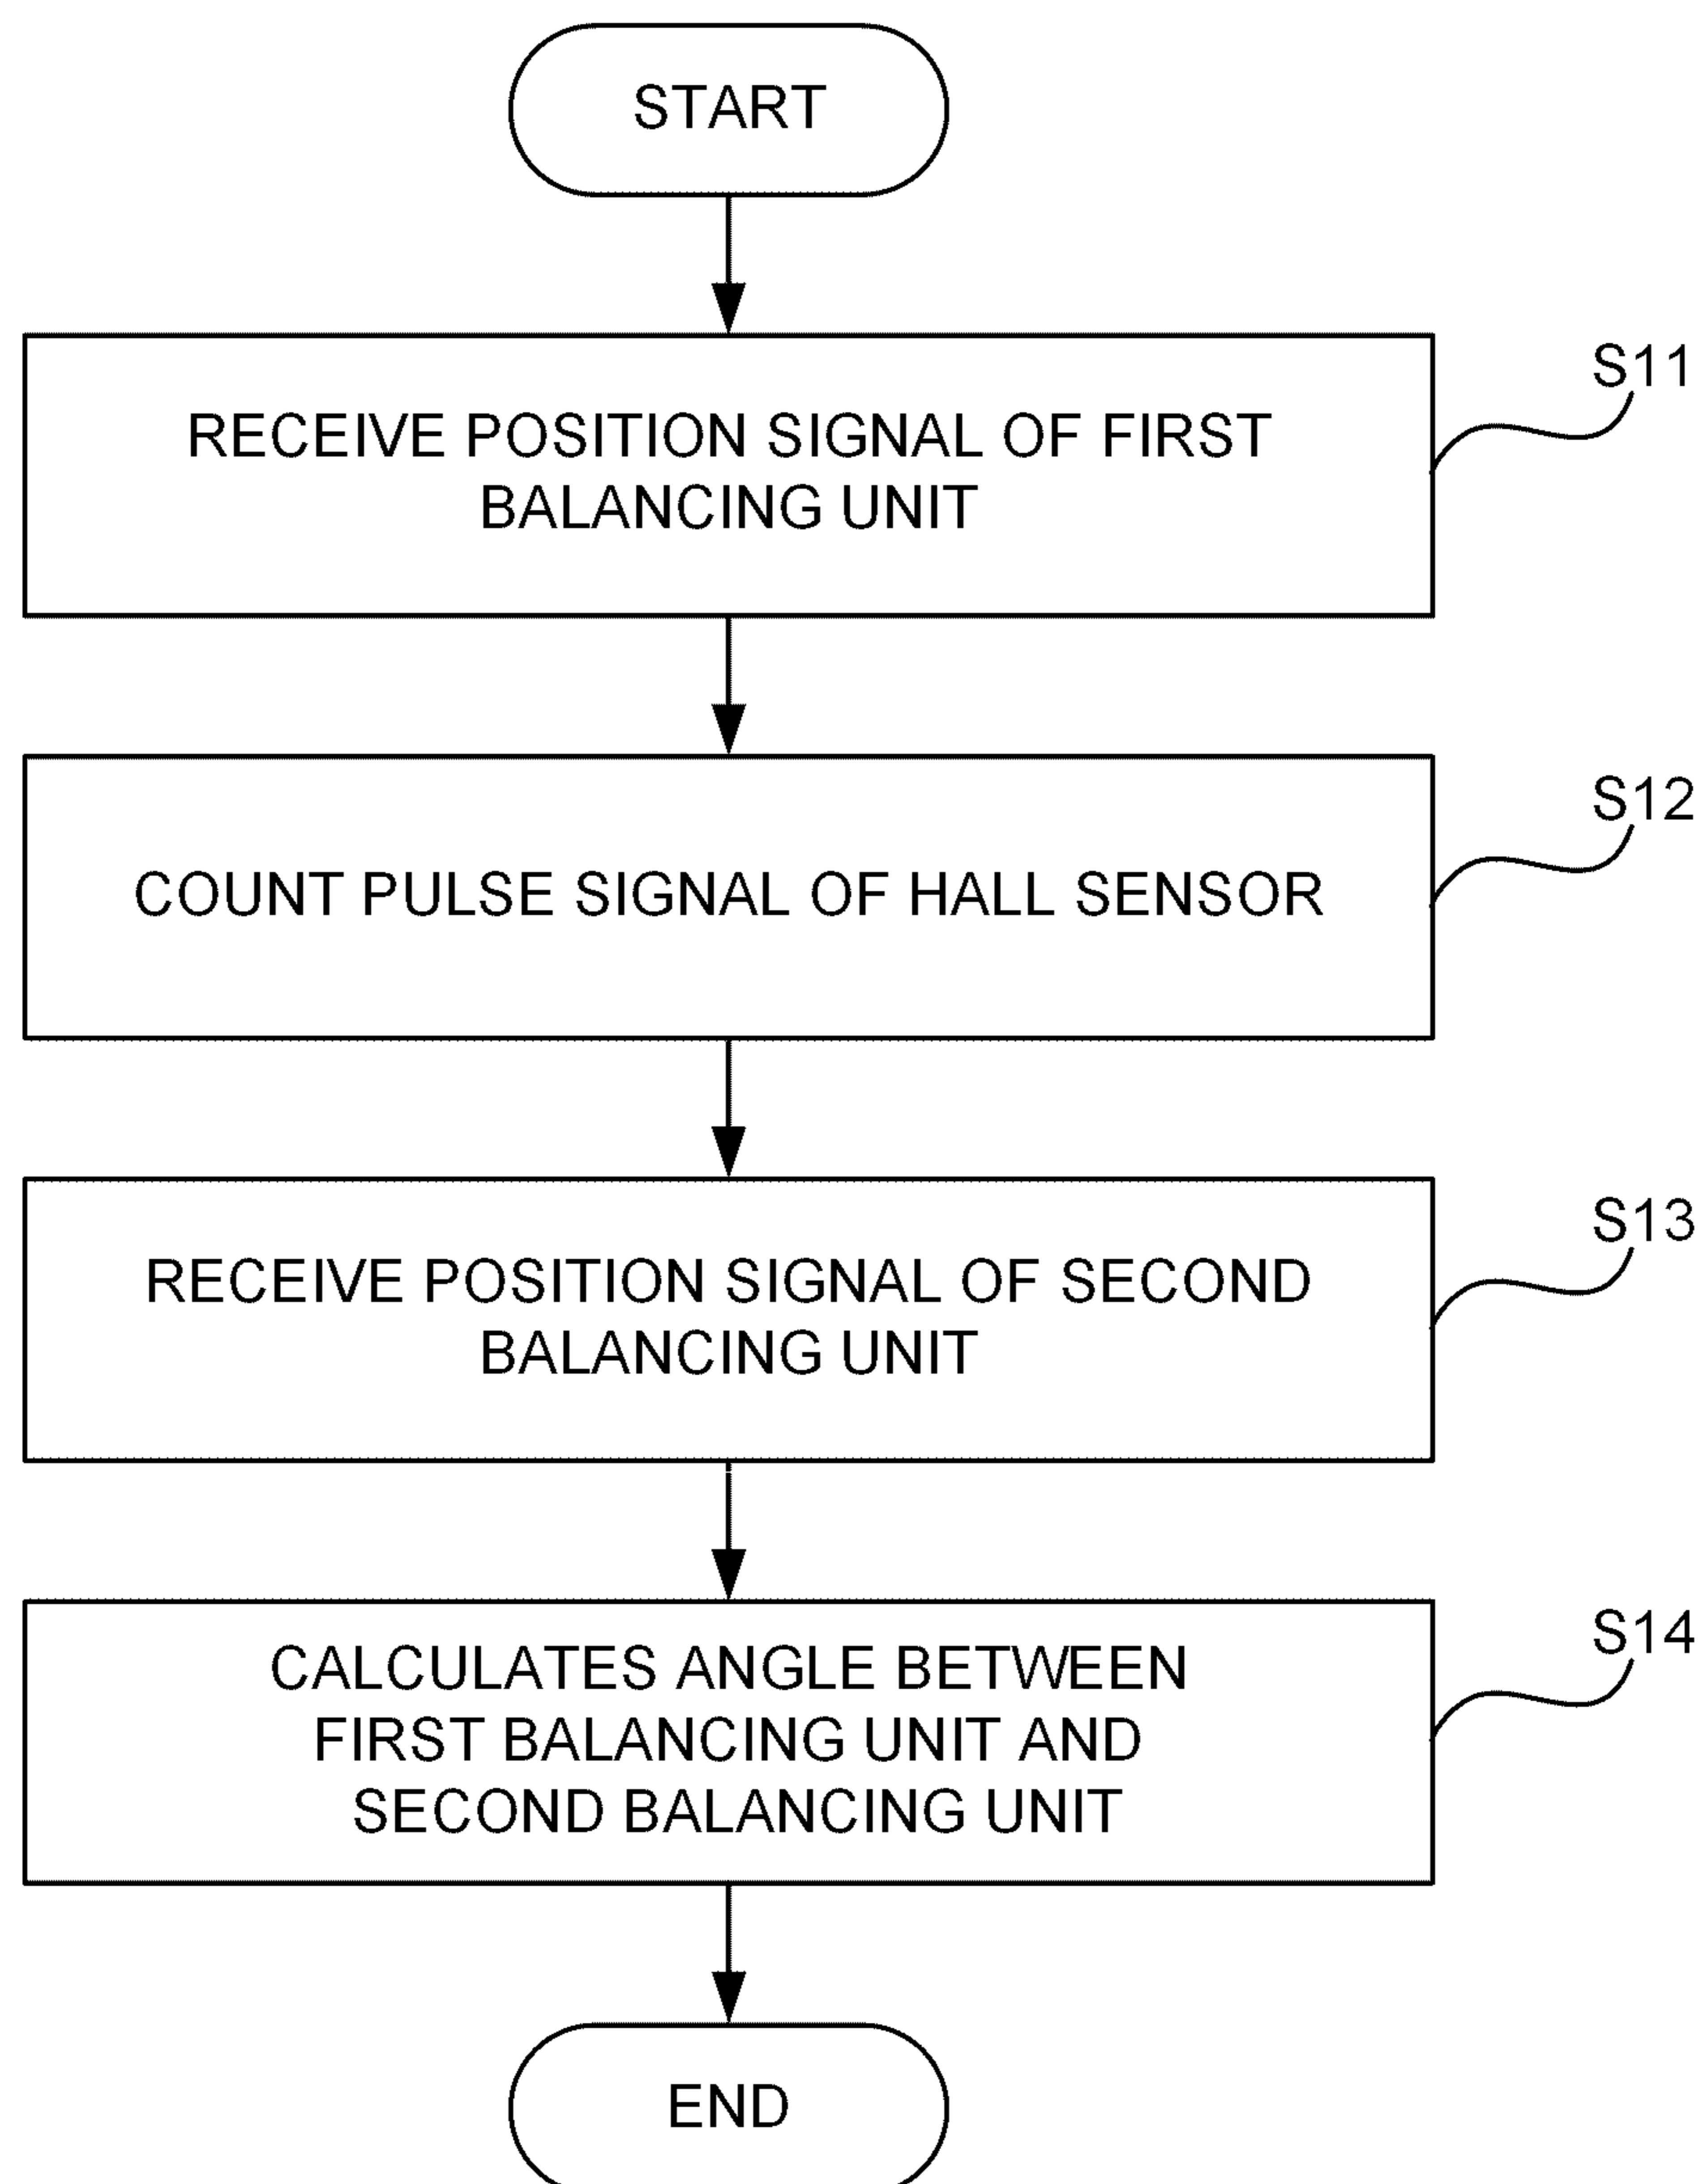 START
S11
RECEIVE POSITION SIGNAL OF FIRST
BALANCING UNIT
S12
COUNT PULSE SIGNAL OF HALL SENSOR
S13
RECEIVE POSITION SIGNAL OF SECOND
BALANCING UNIT
S14
CALCULATES ANGLE BETWEEN
FIRST BALANCING UNIT AND
SECOND BALANCING UNIT
END